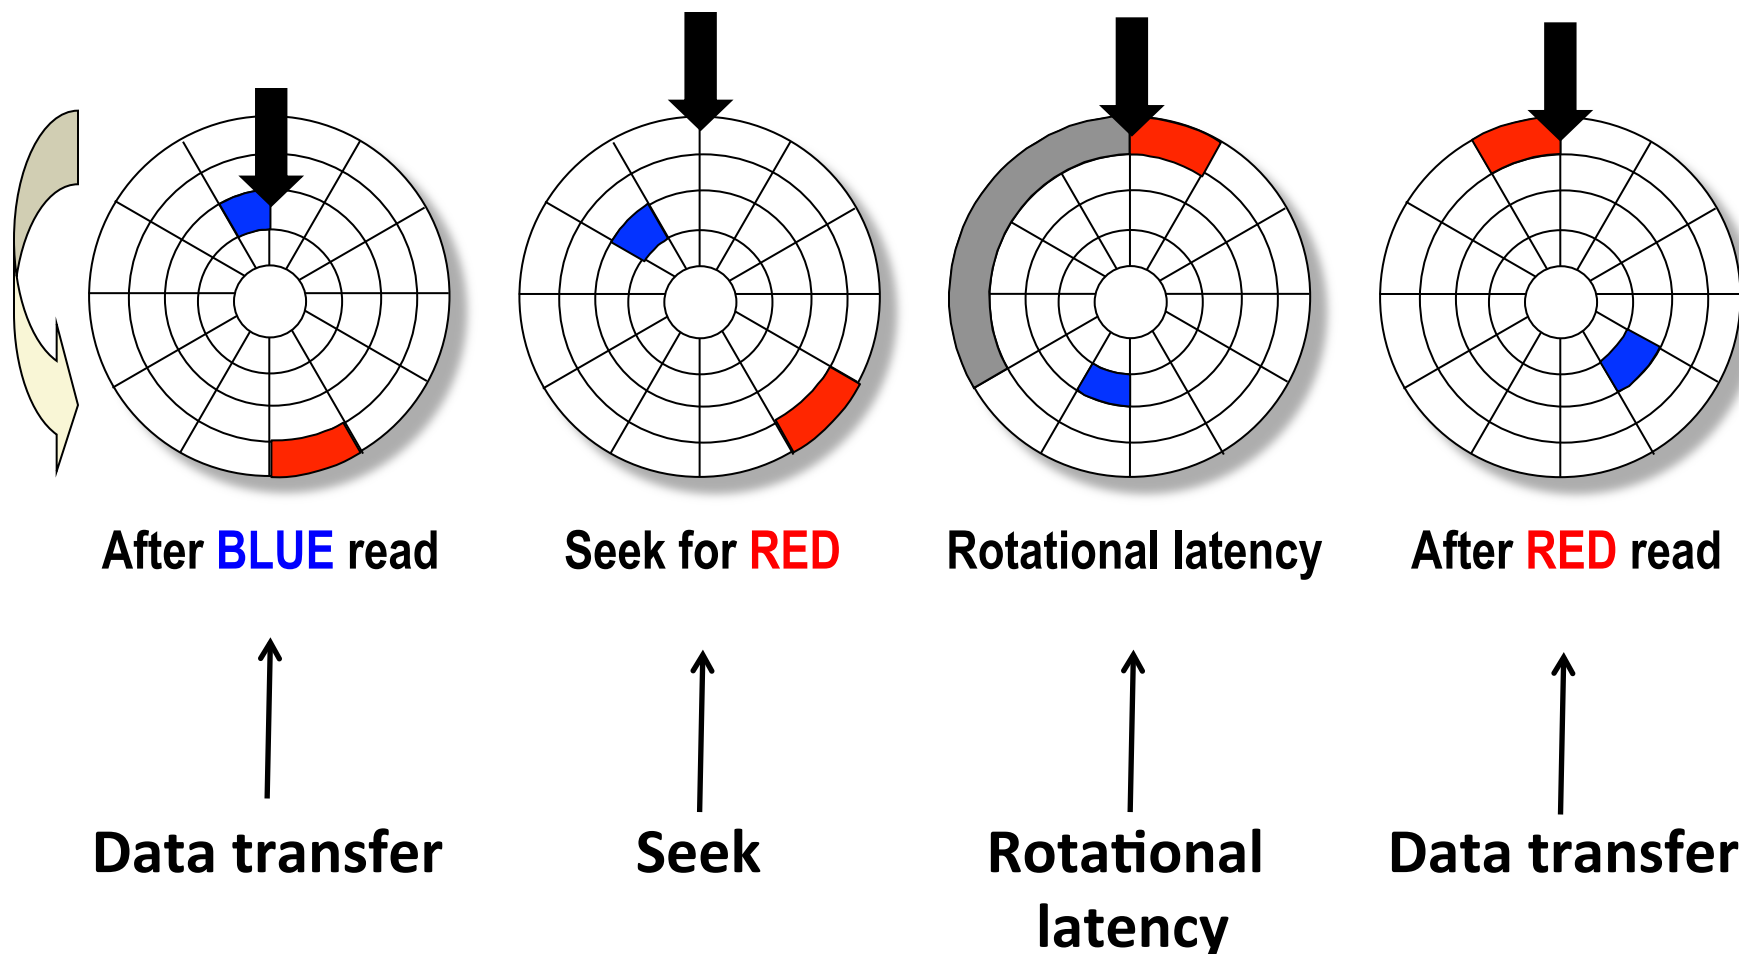 After BLUE read
Seek for RED
Rotational latency
After RED read
Data transfer
Seek
Rotational
latency
Data transfer